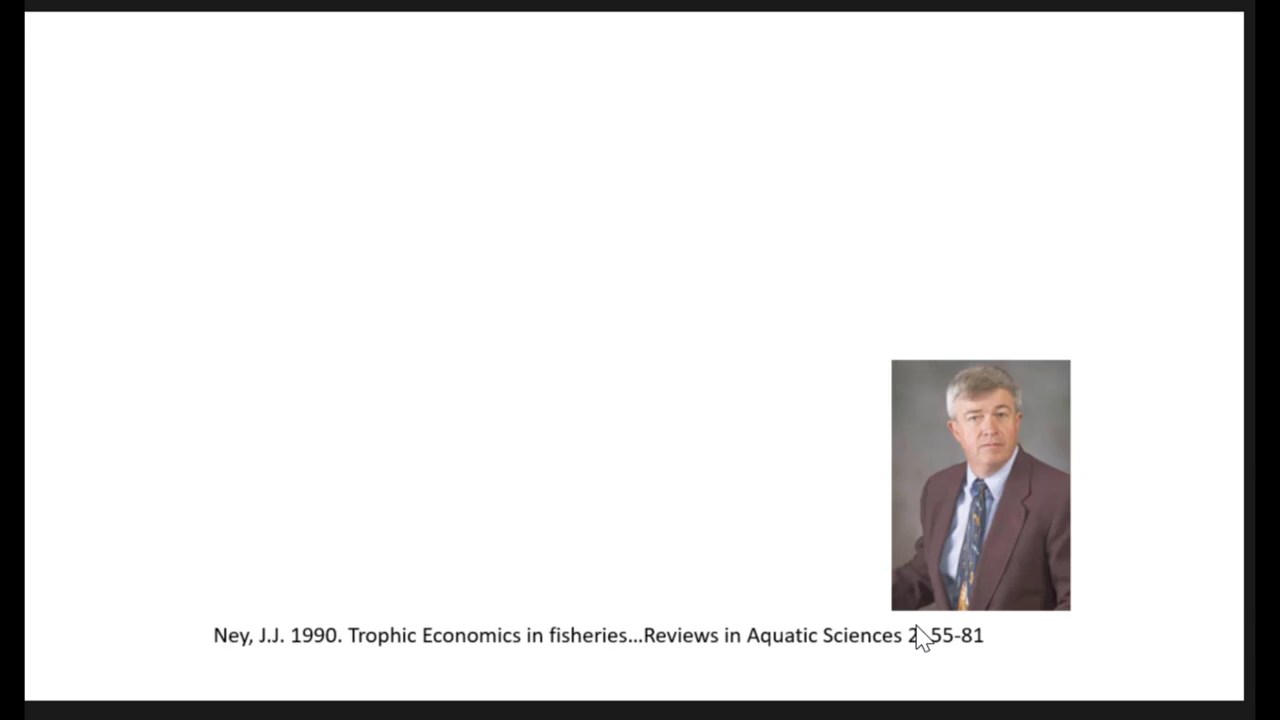 Ney, J.J. 1990. Trophic Economics in fisheries...Reviews in Aquatic Sciences 2 55-81